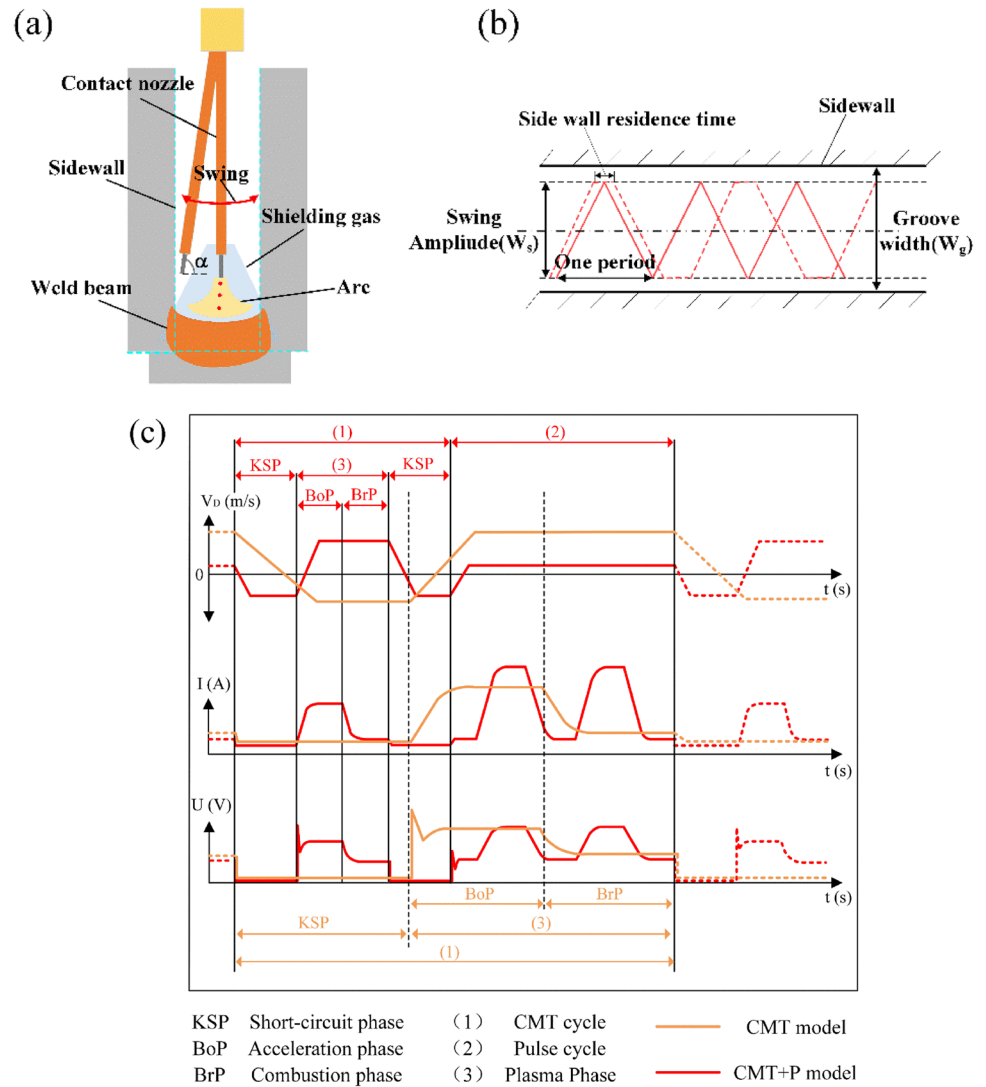 (a)
Contact nozzle
Sidewall
Swing
Shielding gas
α
Weld beam
Arc
(b)
Side wall residence time
Sidewall
Swing
Ampliude(Ws)
Groove
width(Wg)
One period
(c)
(1)
(2)
KSP
(3)
KSP
BoP
BrP
VD (m/s)
0
t (s)
I (A)
t (s)
U (V)
t (s)
BoP
BrP
KSP
(3)
(1)
KSP Short-circuit phase (1) CMT cycle CMT model
BoP Acceleration phase (2) Pulse cycle
BrP Combustion phase (3) Plasma Phase CMT+P model